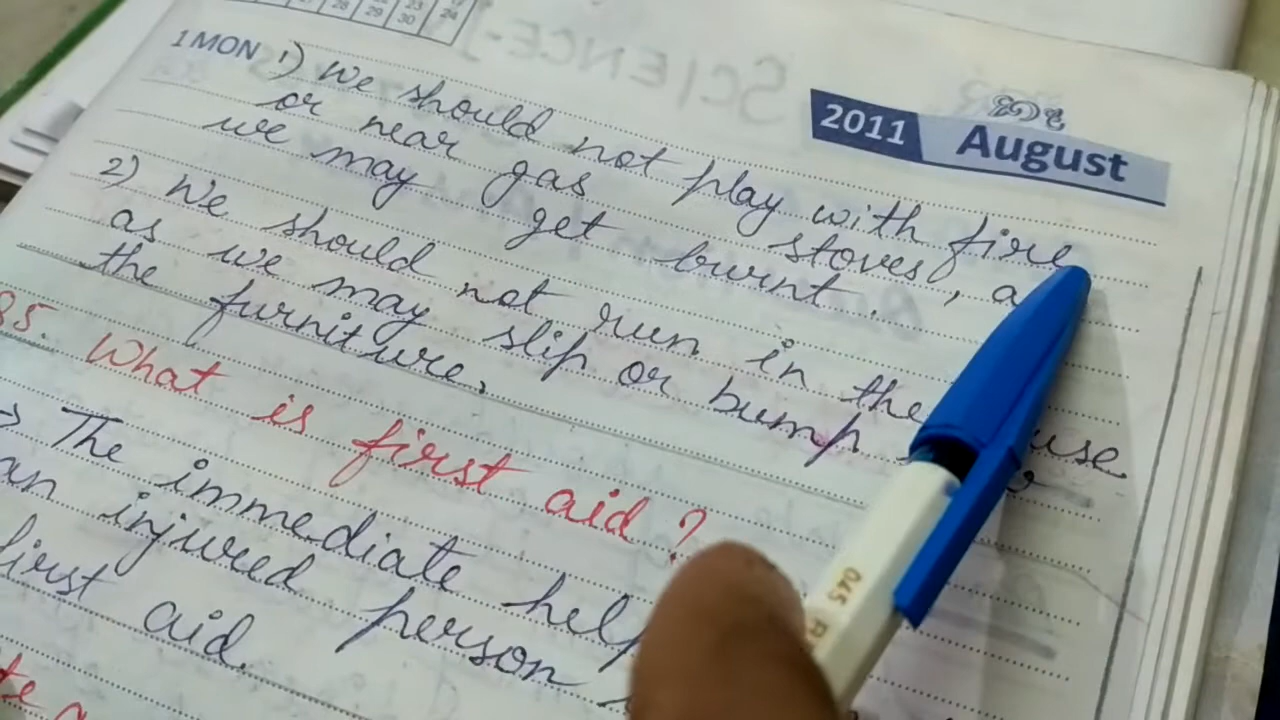 2011 August
1 MON 1) We should not play with fire
or near gas stoves, a
we may get burnt.
2) We should not run in the use
as we may slip or bump
the furniture.
Q5. What is first aid?
→ The immediate help
an injured person
first aid.